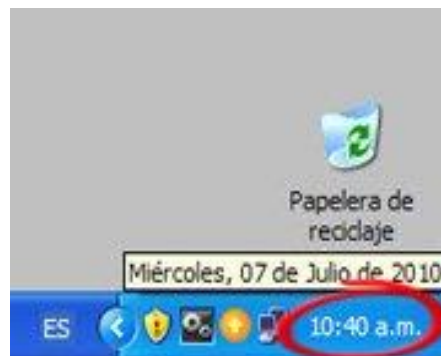 Papelera de
reciclaje
Miércoles, 07 de Julio de 2010
ES
10:40 a.m.